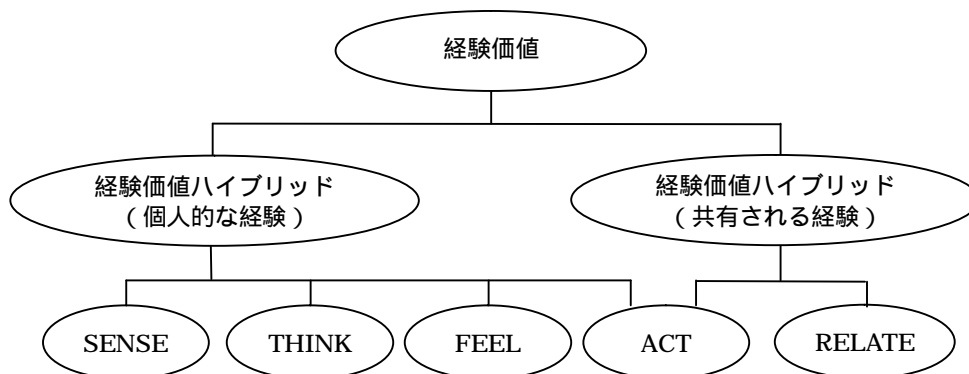 経験価値
経験価値ハイブリッド
（個人的な経験）
経験価値ハイブリッド
（共有される経験）
SENSE
THINK
FEEL
ACT
RELATE